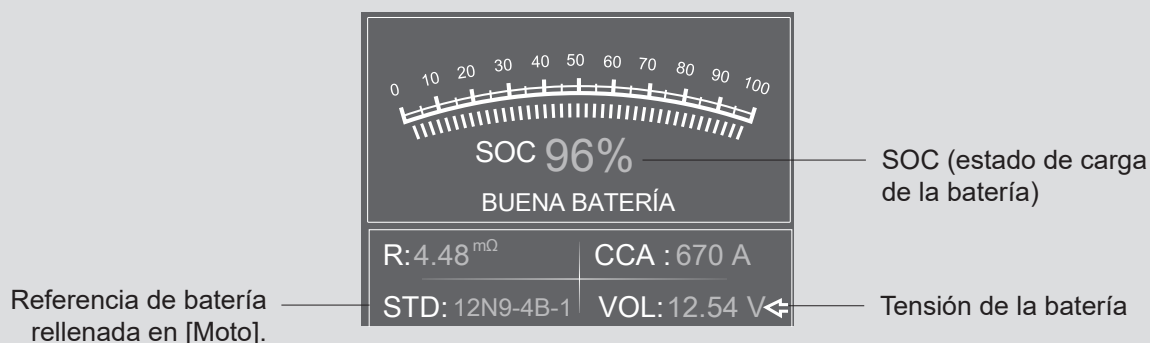 0 10 20 30 40 50 60 70 80 90 100
SOC 96%
BUENA BATERÍA
SOC (estado de carga
de la batería)
R:4.48 mΩ CCA : 670 A
STD: 12N9-4B-1 VOL: 12.54 V
Referencia de batería
rellenada en [Moto].
Tensión de la batería